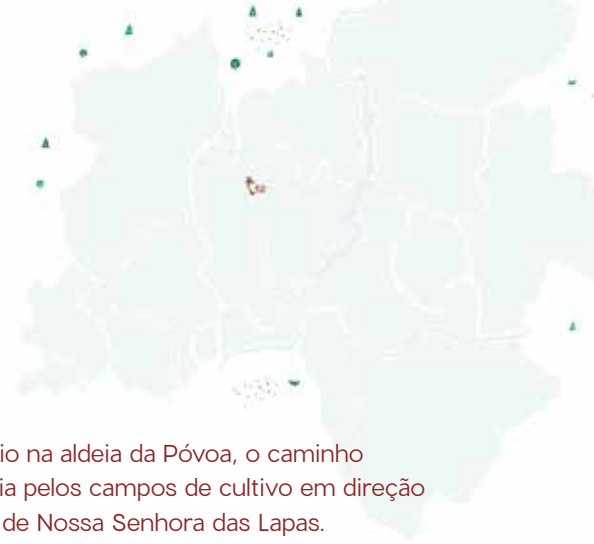 io na aldeia da Póvoa, o caminho
ia pelos campos de cultivo em direção
de Nossa Senhora das Lapas.